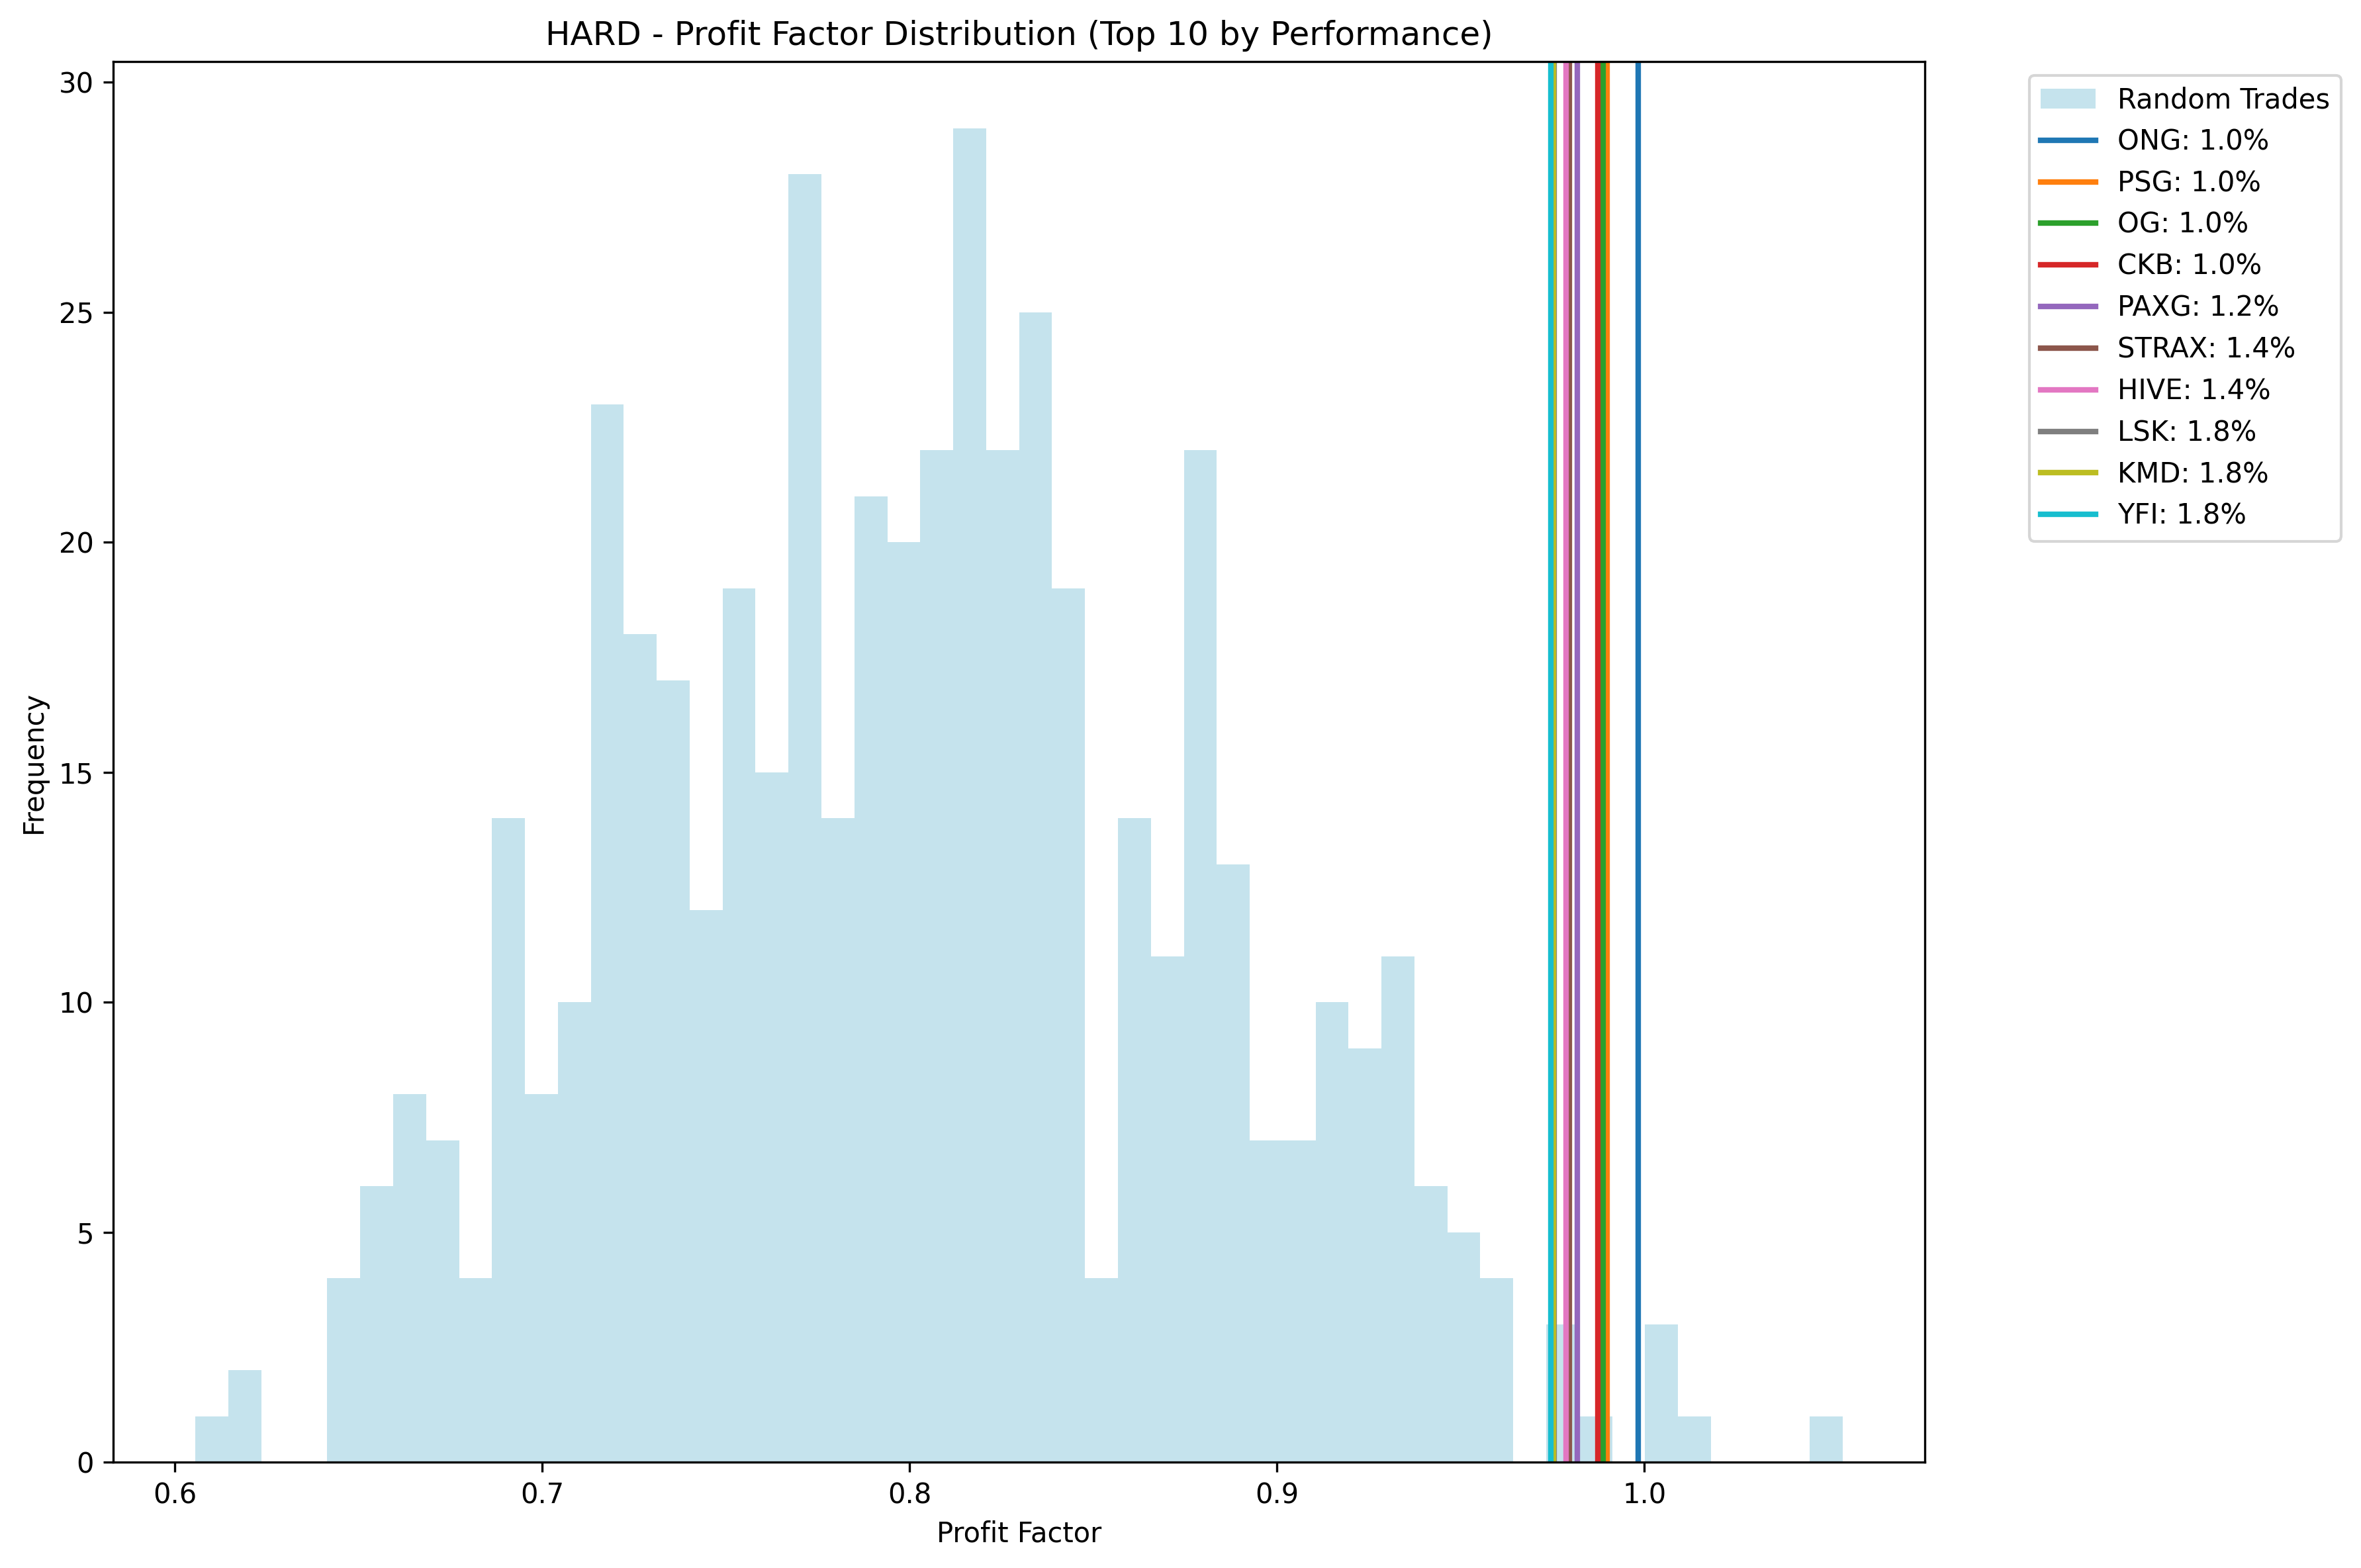 HARD - Profit Factor Distribution (Top 10 by Performance)
30
25
20
15
10
5
0
Frequency
0.6
0.7
0.8
0.9
1.0
Profit Factor
Random Trades
ONG: 1.0%
PSG: 1.0%
OG: 1.0%
CKB: 1.0%
PAXG: 1.2%
STRAX: 1.4%
HIVE: 1.4%
LSK: 1.8%
KMD: 1.8%
YFI: 1.8%